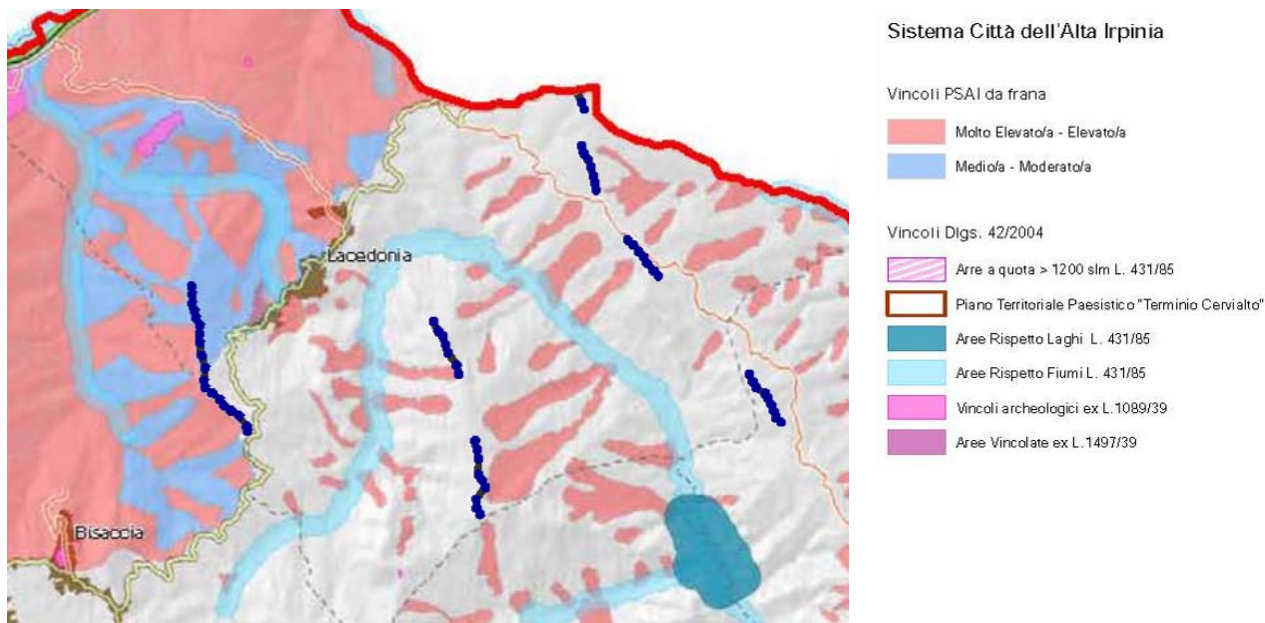 Sistema Città dell'Alta Irpinia
Vincoli PSAI da frana
Molto Elevato/a - Elevato/a
Medio/a - Moderato/a
Vincoli Dlgs. 42/2004
Arre a quota > 1200 slm L. 431/85
Piano Territoriale Paesistico "Terminio Cervialto"
Aree Rispetto Laghi L. 431/85
Aree Rispetto Fiumi L. 431/85
Vincoli archeologici ex L.1089/39
Aree Vincolate ex L.1497/39
Lacedonia
Bisaccia